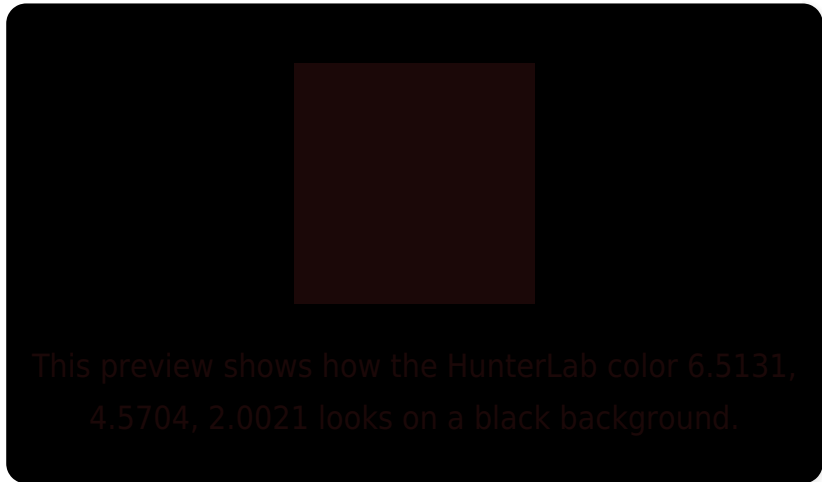 This preview shows how the HunterLab color 6.5131,
4.5704, 2.0021 looks on a black background.